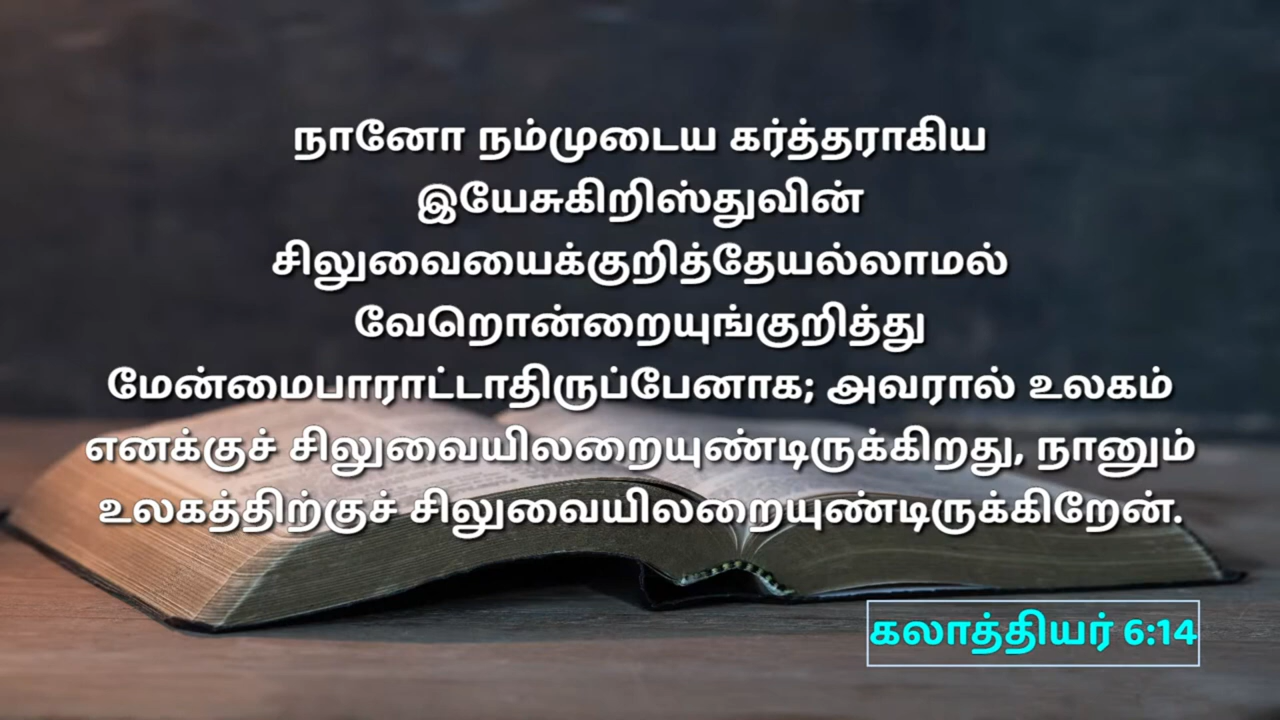 நானோ நம்முடைய கர்த்தராகிய
இயேசுகிறிஸ்துவின்
சிலுவையைக்குறித்தேயல்லாமல்
வேறொன்றையுங்குறித்து
மேன்மைபாராட்டாதிருப்பேனாக; அவரால் உலகம்
எனக்குச் சிலுவையிலறையுண்டிருக்கிறது, நானும்
உலகத்திற்குச் சிலுவையிலறையுண்டிருக்கிறேன்.
கலாத்தியர் 6:14